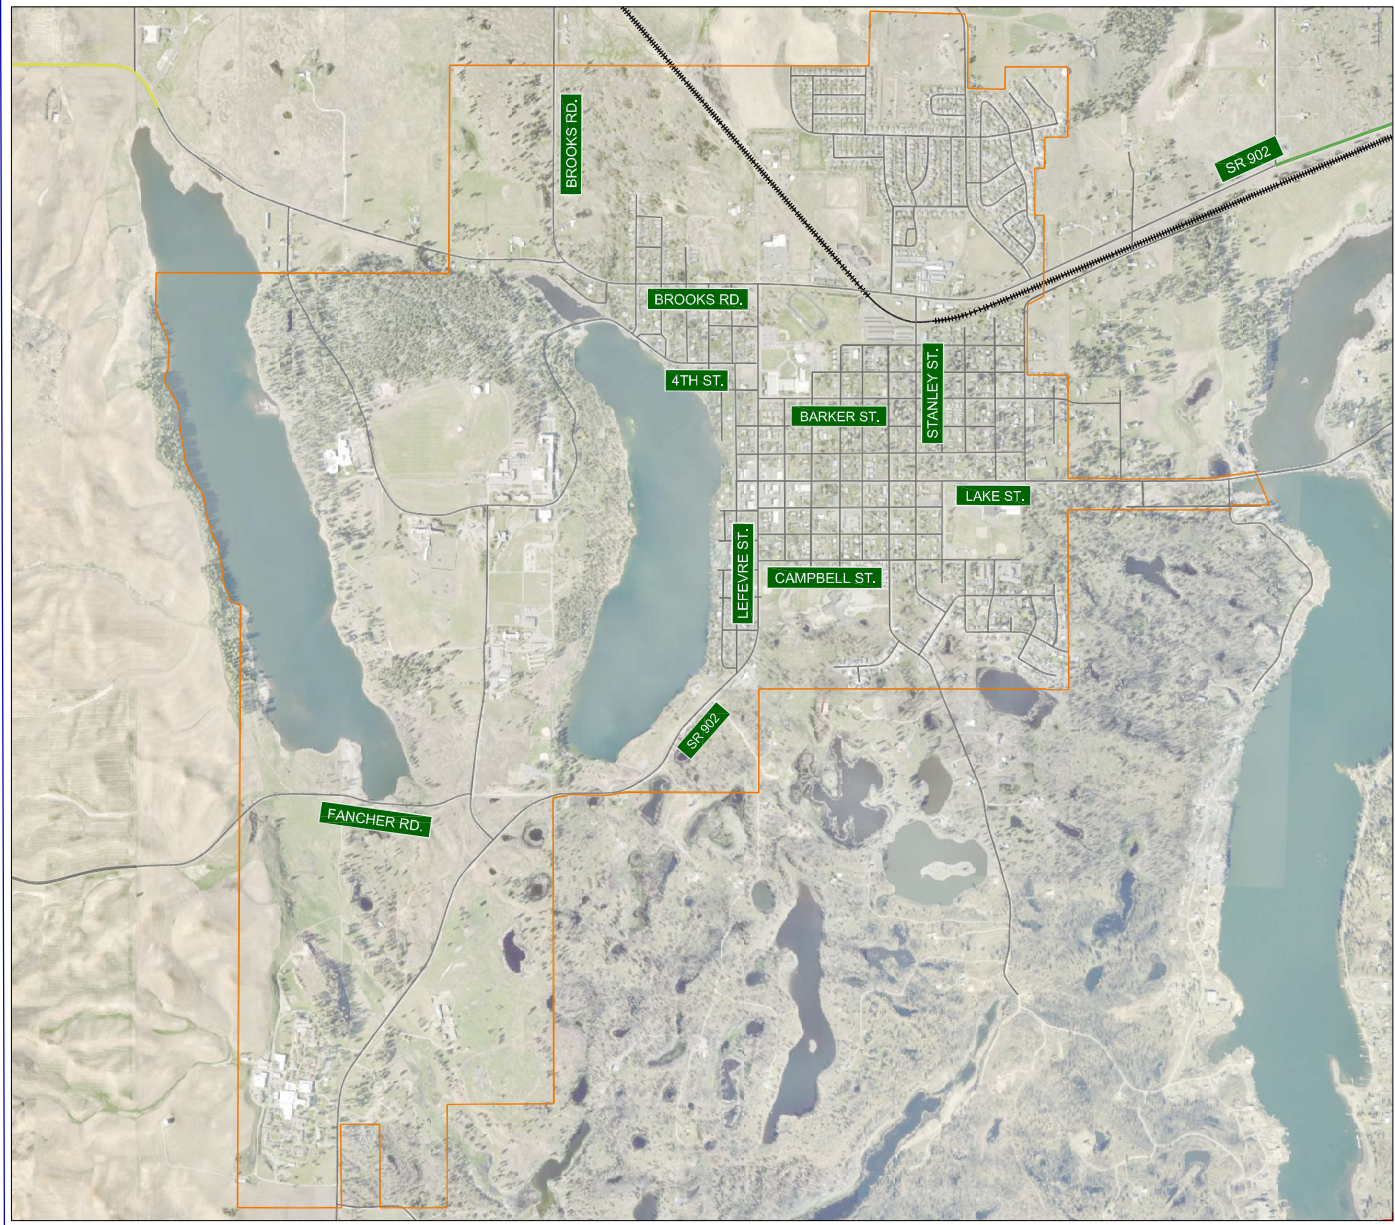 BROOKS RD.
SR 902
BROOKS RD.
4TH ST.
STANLEY ST.
BARKER ST.
LAKE ST.
LEFEVRE ST.
CAMPBELL ST.
SR 902
FANCHER RD.